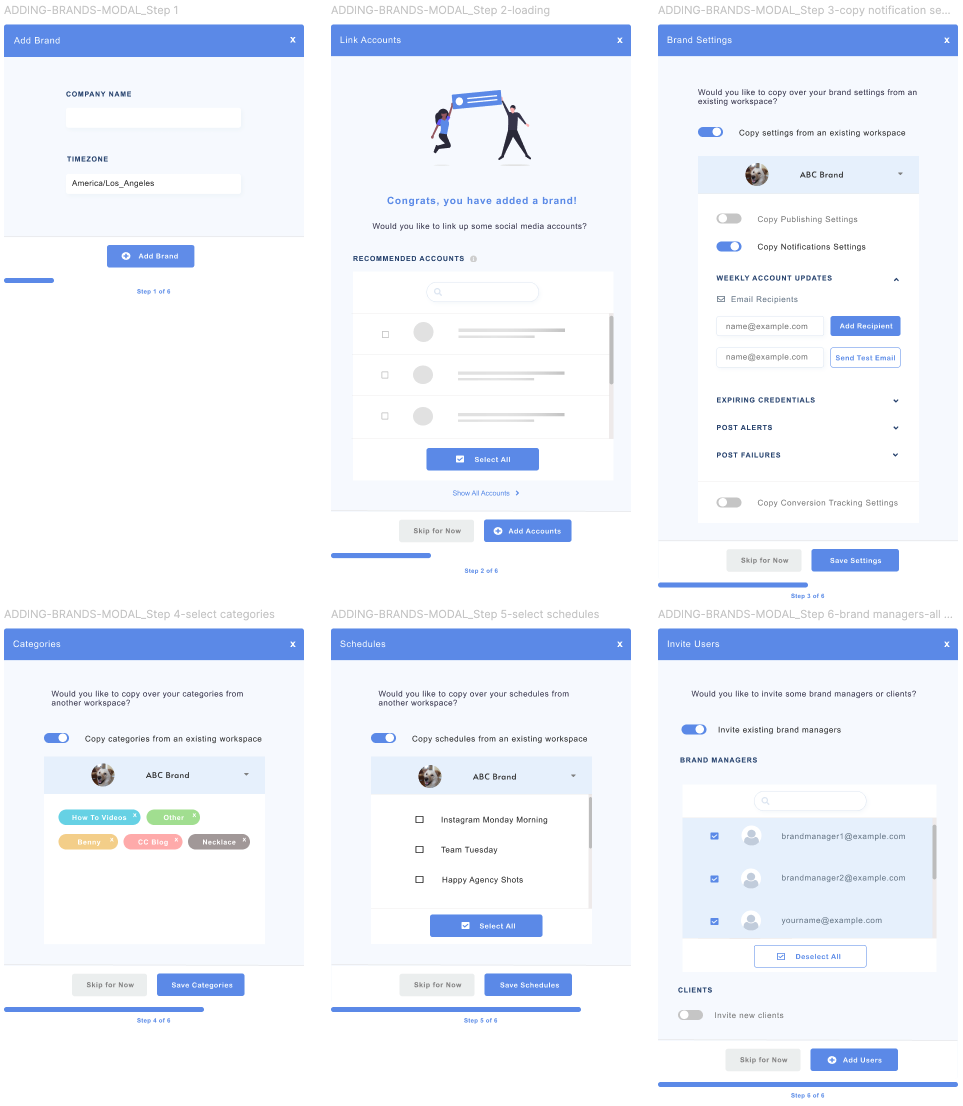 ADDING-BRANDS-MODAL_Step 1
Add Brand
x
COMPANY NAME
TIMEZONE
America/Los_Angeles
Add Brand
Step 1 of 6
ADDING-BRANDS-MODAL_Step 2-loading
Link Accounts
x
Congrats, you have added a brand!
Would you like to link up some social media accounts?
RECOMMENDED ACCOUNTS
Select All
Show All Accounts
Skip for Now
Add Accounts
Step 2 of 6
ADDING-BRANDS-MODAL_Step 3-copy notification se...
Brand Settings
x
Would you like to copy over your brand settings from an
existing workspace?
Copy settings from an existing workspace
ABC Brand
Copy Publishing Settings
Copy Notifications Settings
WEEKLY ACCOUNT UPDATES
Email Recipients
name@example.com
Add Recipient
name@example.com
Send Test Email
EXPIRING CREDENTIALS
POST ALERTS
POST FAILURES
Copy Conversion Tracking Settings
Skip for Now
Save Settings
Step 3 of 6
ADDING-BRANDS-MODAL_Step 4-select categories
Categories
x
Would you like to copy over your categories from
another workspace?
Copy categories from an existing workspace
ABC Brand
How To Videos x
Other x
Benny x
CC Blog x
Necklace x
Skip for Now
Save Categories
Step 4 of 6
ADDING-BRANDS-MODAL_Step 5-select schedules
Schedules
x
Would you like to copy over your schedules from
another workspace?
Copy schedules from an existing workspace
ABC Brand
Instagram Monday Morning
Team Tuesday
Happy Agency Shots
Select All
Skip for Now
Save Schedules
Step 5 of 6
ADDING-BRANDS-MODAL_Step 6-brand managers-all ...
Invite Users
x
Would you like to invite some brand managers or clients?
Invite existing brand managers
BRAND MANAGERS
brandmanager1@example.com
brandmanager2@example.com
yourname@example.com
Deselect All
CLIENTS
Invite new clients
Skip for Now
Add Users
Step 6 of 6